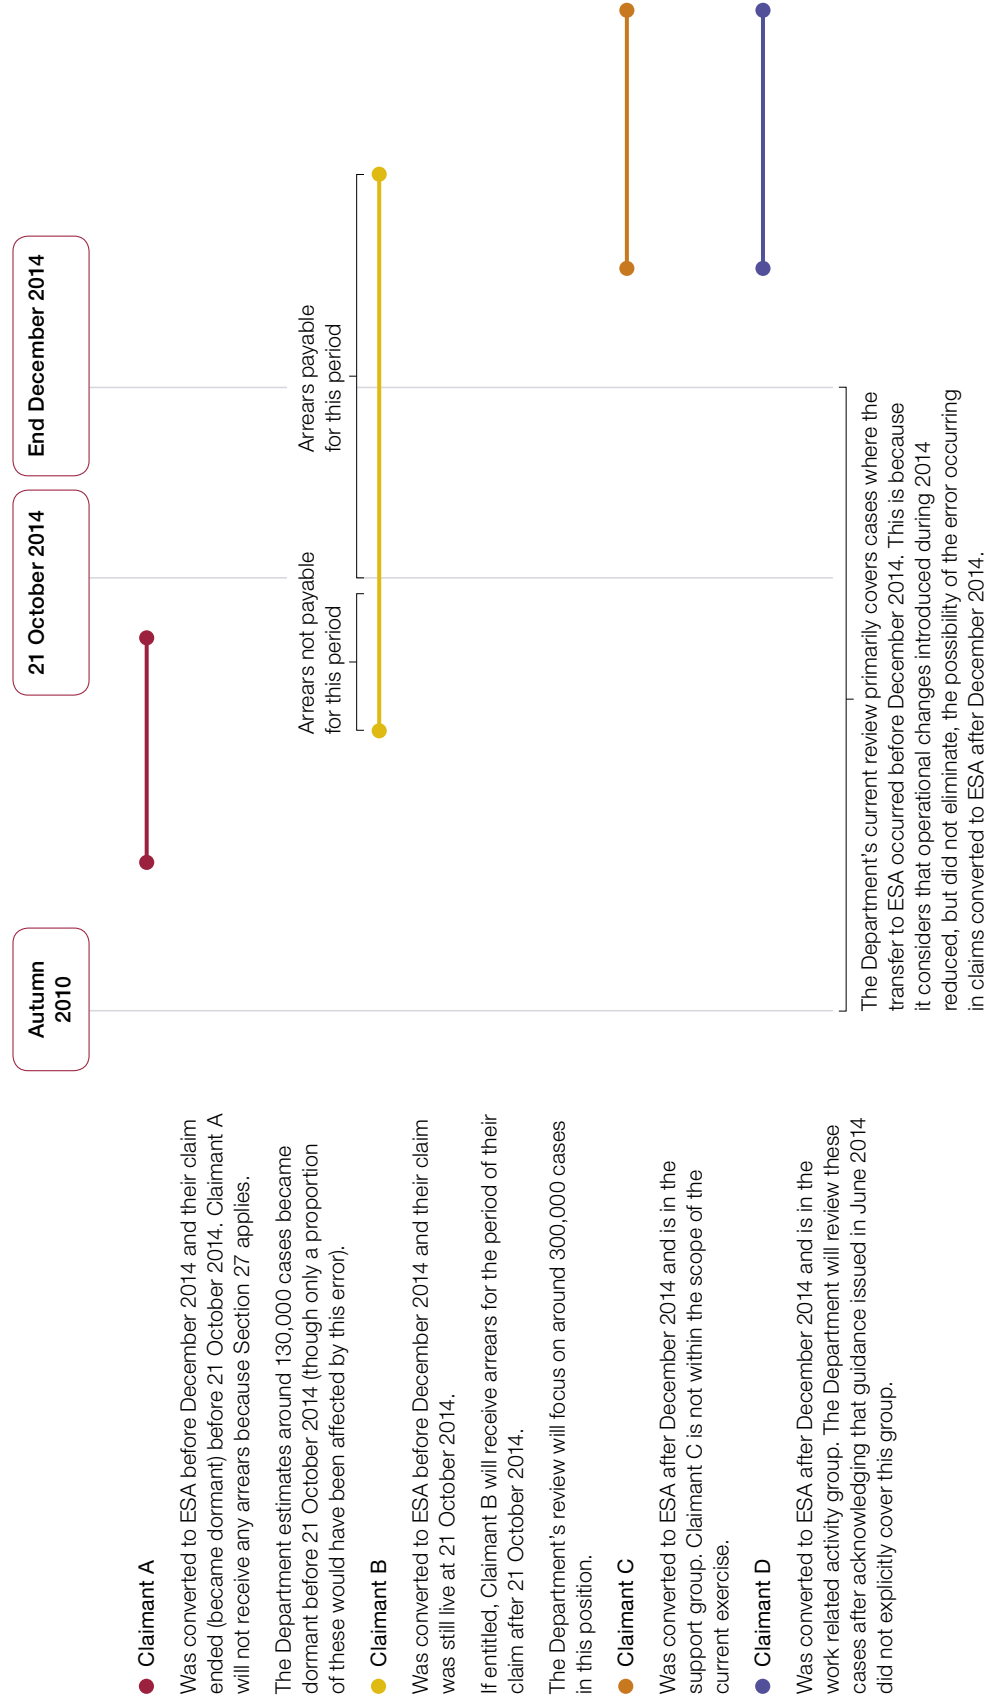 Autumn
2010
21 October 2014
End December 2014
Claimant A
Was converted to ESA before December 2014 and their claim
ended (became dormant) before 21 October 2014. Claimant A
will not receive any arrears because Section 27 applies.
The Department estimates around 130,000 cases became
dormant before 21 October 2014 (though only a proportion
of these would have been affected by this error).
Arrears not payable
for this period
Arrears payable
for this period
Claimant B
Was converted to ESA before December 2014 and their claim
was still live at 21 October 2014.
If entitled, Claimant B will receive arrears for the period of their
claim after 21 October 2014.
The Department's review will focus on around 300,000 cases
in this position.
Claimant C
Was converted to ESA after December 2014 and is in the
support group. Claimant C is not within the scope of the
current exercise.
Claimant D
Was converted to ESA after December 2014 and is in the
work related activity group. The Department will review these
cases after acknowledging that guidance issued in June 2014
did not explicitly cover this group.
The Department's current review primarily covers cases where the
transfer to ESA occurred before December 2014. This is because
it considers that operational changes introduced during 2014
reduced, but did not eliminate, the possibility of the error occurring
in claims converted to ESA after December 2014.